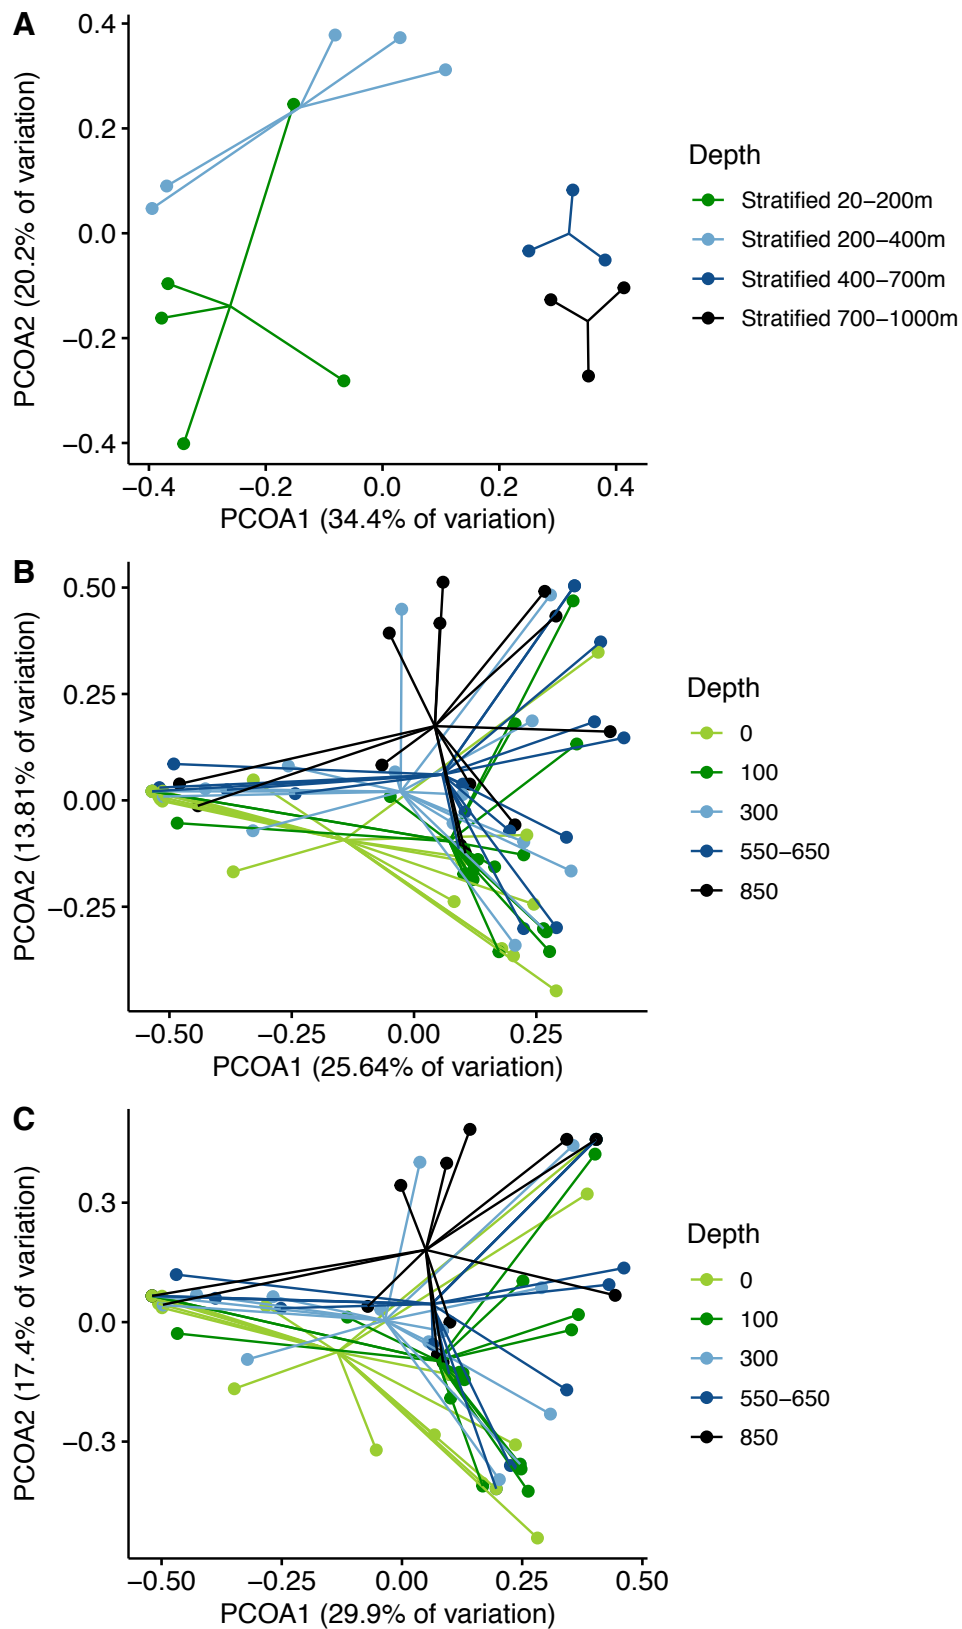 A
PCOA2 (20.2% of variation)
0.4
0.2
0.0
−0.2
−0.4
−0.4 −0.2 0.0 0.2 0.4
PCOA1 (34.4% of variation)
Depth
Stratified 20−200m
Stratified 200−400m
Stratified 400−700m
Stratified 700−1000m
B
PCOA2 (13.81% of variation)
0.50
0.25
0.00
−0.25
−0.50 −0.25 0.00 0.25
PCOA1 (25.64% of variation)
Depth
0
100
300
550−650
850
C
PCOA2 (17.4% of variation)
0.3
0.0
−0.3
−0.50 −0.25 0.00 0.25 0.50
PCOA1 (29.9% of variation)
Depth
0
100
300
550−650
850